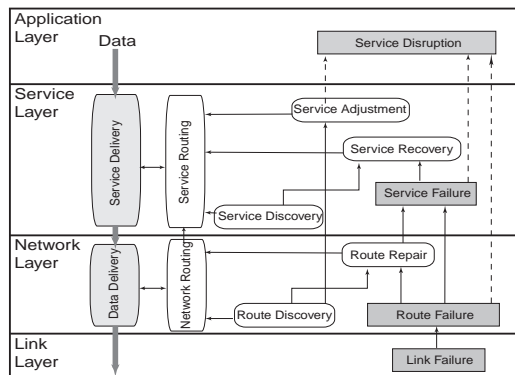 Application
Layer
Data
Service Disruption
Service
Layer
Service Adjustment
Service Delivery
Service Routing
Service Recovery
Service Failure
Service Discovery
Network
Layer
Data Delivery
Network Routing
Route Repair
Route Discovery
Route Failure
Link
Layer
Link Failure